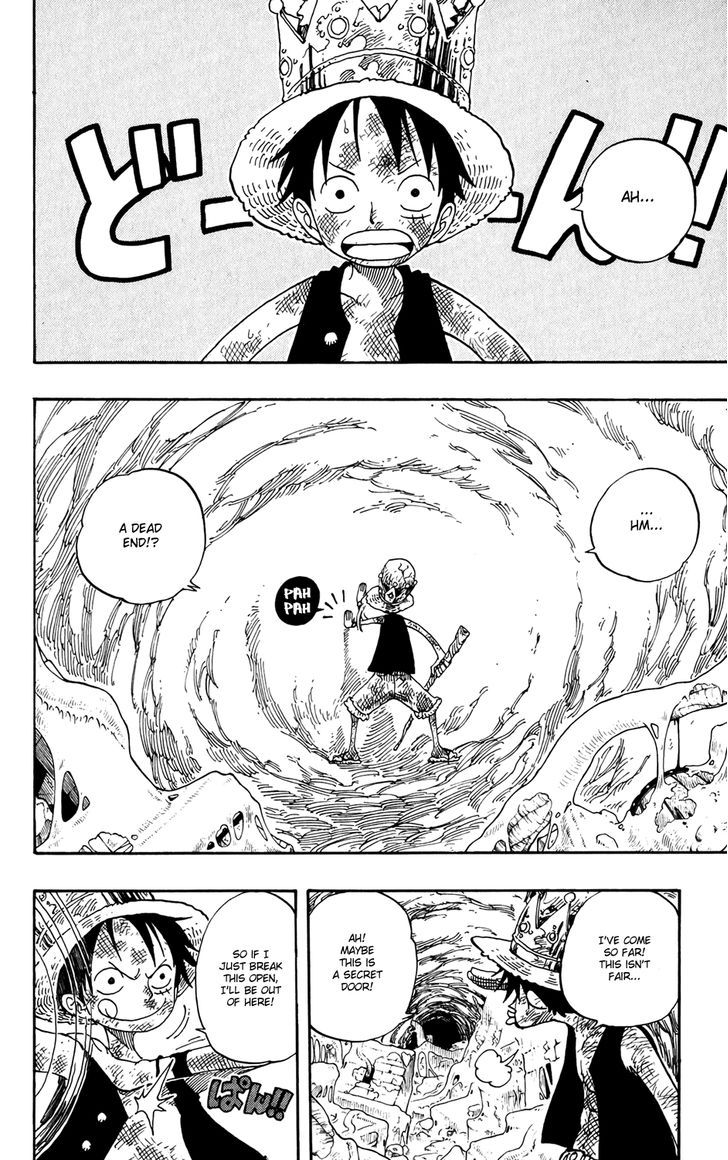 AH...
どーーん!!
...
HM...
A DEAD
END!?
PAH
PAH
I'VE COME
SO FAR!
THIS ISN'T
FAIR...
AH!
MAYBE
THIS IS
A SECRET
DOOR!
SO IF I
JUST BREAK
THIS OPEN,
I'LL BE OUT
OF HERE!
ぱん!!